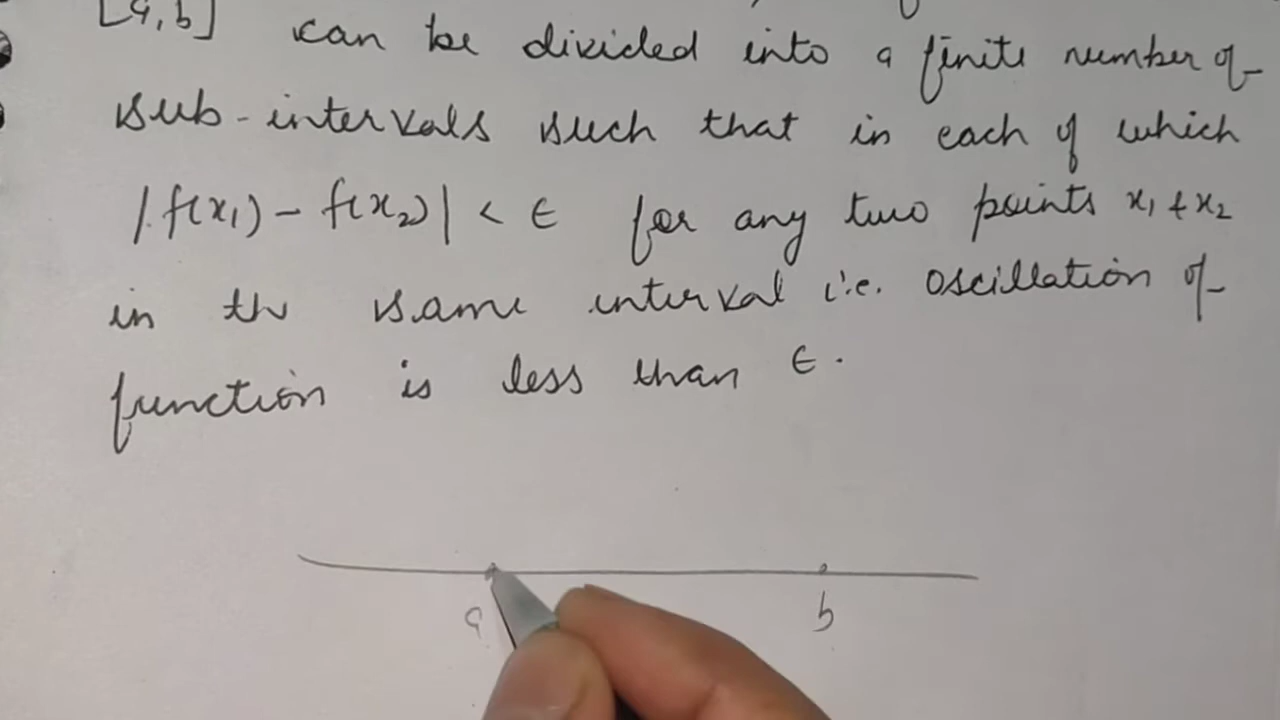 [a, b] can be divided into a finite number of
sub-intervals such that in each of which
|f(x₁) - f(x₂)| < ϵ for any two points x₁ & x₂
in the same interval i.e. oscillation of
function is less than ϵ.
a b